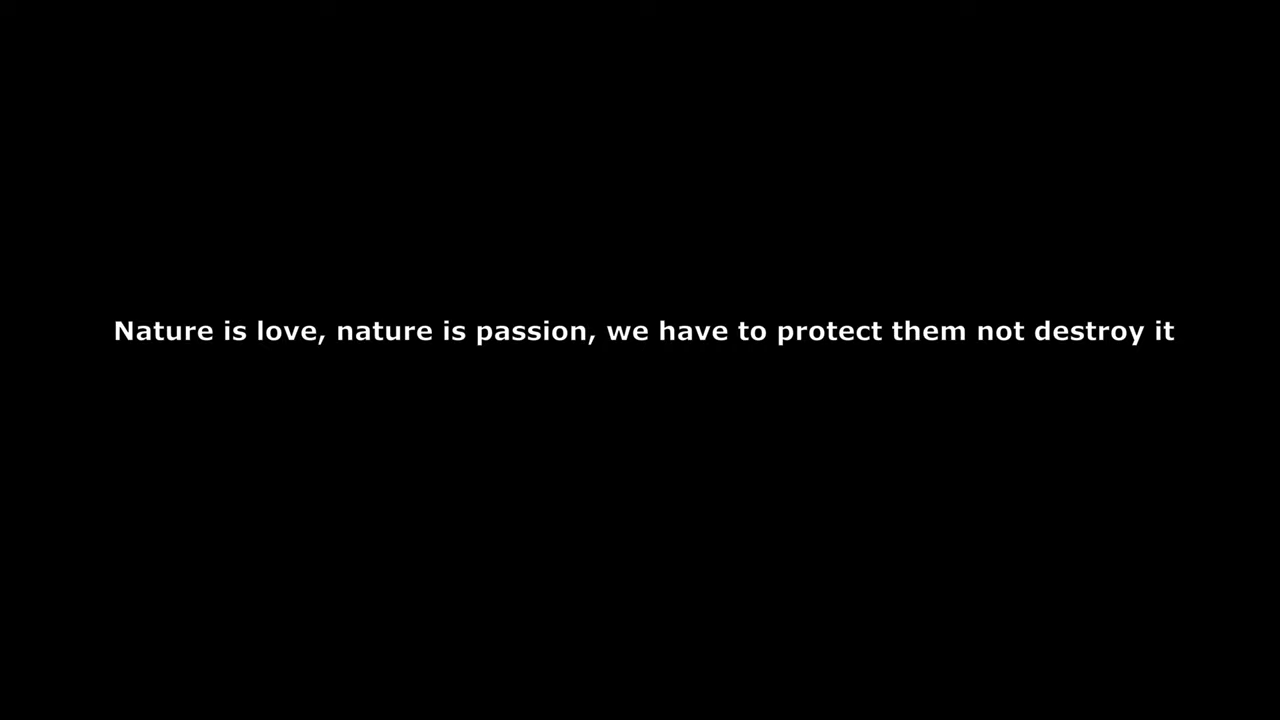 Nature is love, nature is passion, we have to protect them not destroy it